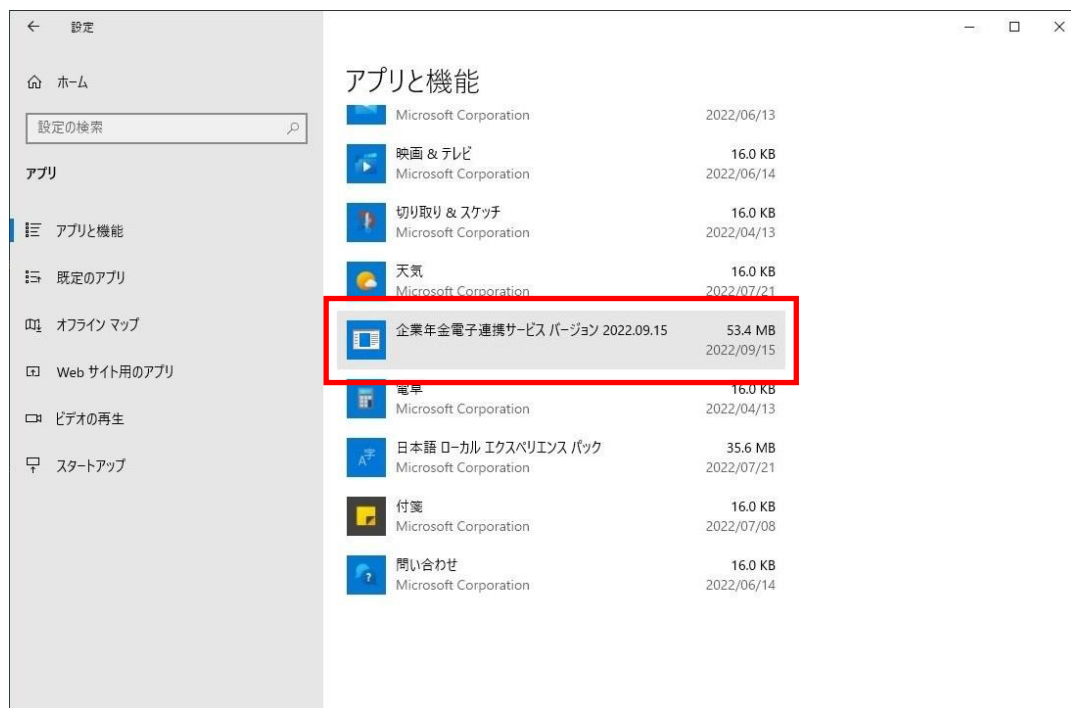 設定
ホーム
設定の検索
アプリ
アプリと機能
既定のアプリ
オフライン マップ
Web サイト用のアプリ
ビデオの再生
スタートアップ
アプリと機能
Microsoft Corporation 2022/06/13
映画 & テレビ 16.0 KB
Microsoft Corporation 2022/06/14
切り取り & スケッチ 16.0 KB
Microsoft Corporation 2022/04/13
天気 16.0 KB
Microsoft Corporation 2022/07/21
企業年金電子連携サービス バージョン 2022.09.15 53.4 MB
2022/09/15
電卓 16.0 KB
Microsoft Corporation 2022/04/13
日本語 ローカル エクスペリエンス パック 35.6 MB
Microsoft Corporation 2022/07/21
付箋 16.0 KB
Microsoft Corporation 2022/07/08
問い合わせ 16.0 KB
Microsoft Corporation 2022/06/14